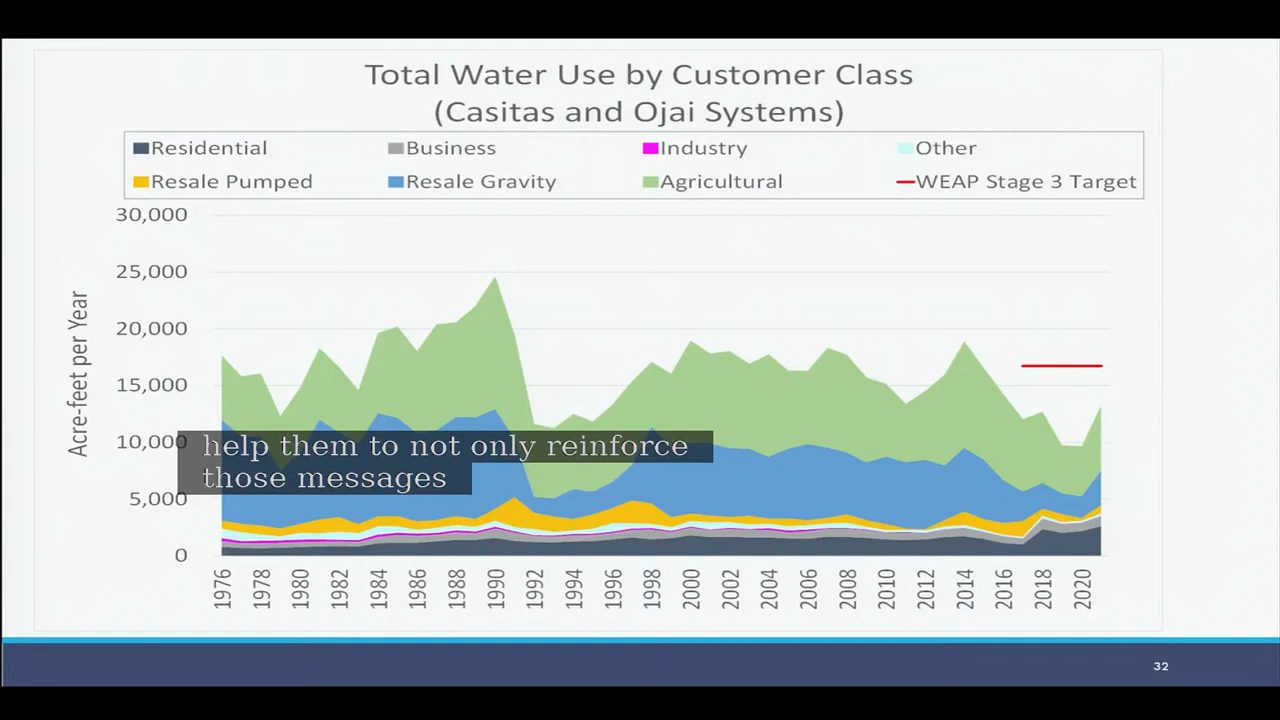 Total Water Use by Customer Class
(Casitas and Ojai Systems)
Residential Business Industry Other
Resale Pumped Resale Gravity Agricultural WEAP Stage 3 Target
Acre-feet per Year
30,000
25,000
20,000
15,000
10,000
5,000
0
help them to not only reinforce
those messages
1976 1978 1980 1982 1984 1986 1988 1990 1992 1994 1996 1998 2000 2002 2004 2006 2008 2010 2012 2014 2016 2018 2020
32